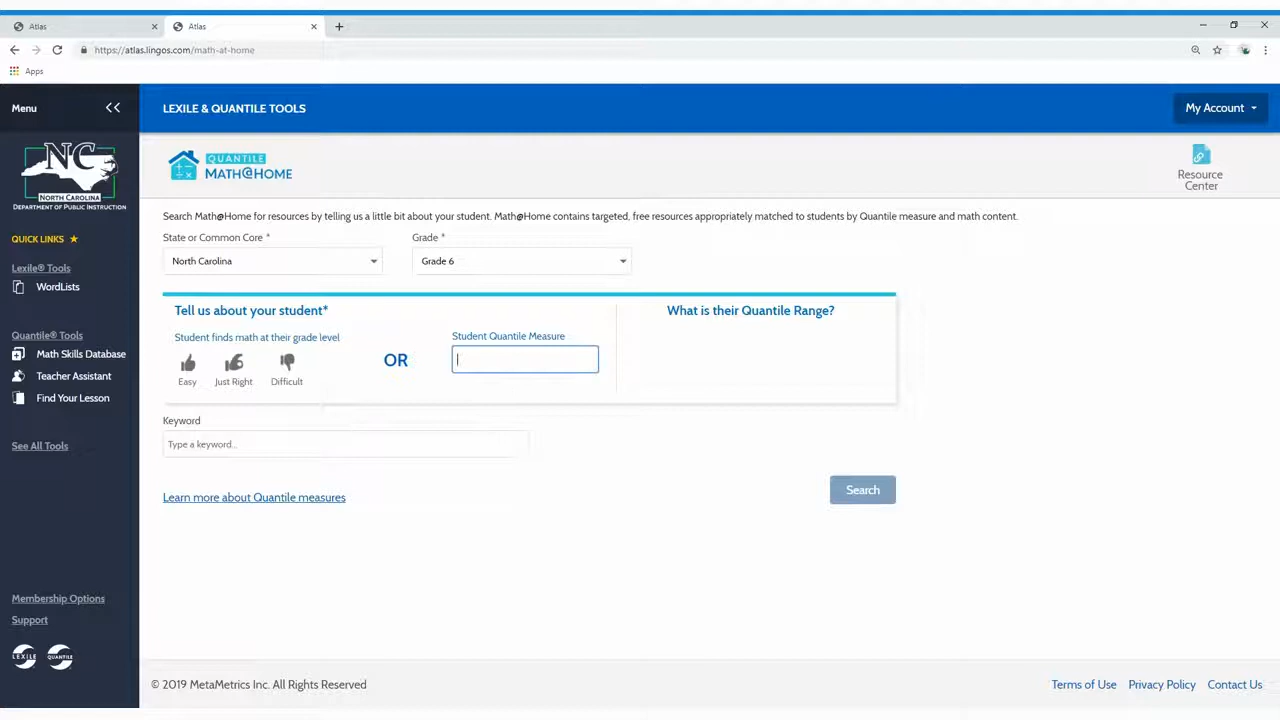 Atlas
Atlas
https://atlas.lingos.com/math-at-home
Apps
Menu
LEXILE & QUANTILE TOOLS
My Account
NC
NORTH CAROLINA
DEPARTMENT OF PUBLIC INSTRUCTION
QUANTILE
MATH@HOME
Resource
Center
Search Math@Home for resources by telling us a little bit about your student. Math@Home contains targeted, free resources appropriately matched to students by Quantile measure and math content.
State or Common Core *
Grade *
North Carolina
Grade 6
QUICK LINKS
Lexile® Tools
WordLists
Quantile® Tools
Math Skills Database
Teacher Assistant
Find Your Lesson
See All Tools
Tell us about your student*
What is their Quantile Range?
Student finds math at their grade level
Easy
Just Right
Difficult
OR
Student Quantile Measure
Keyword
Type a keyword...
Learn more about Quantile measures
Search
Membership Options
Support
LEXILE
QUANTILE
© 2019 MetaMetrics Inc. All Rights Reserved
Terms of Use
Privacy Policy
Contact Us